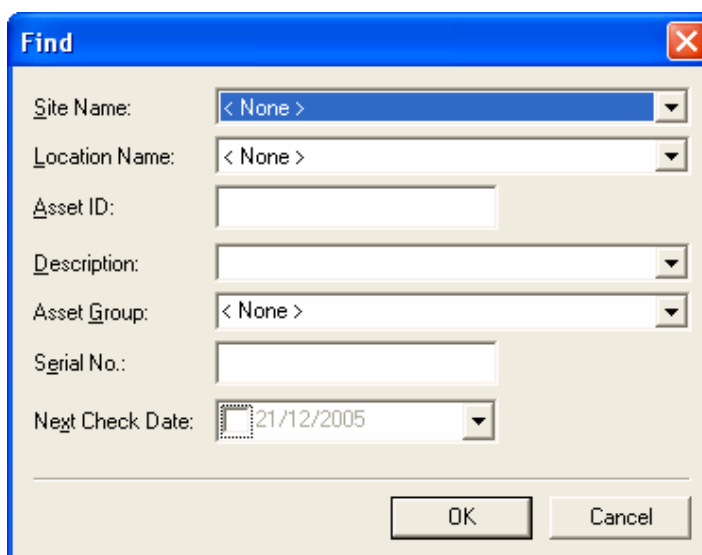 Find
Site Name: < None >
Location Name: < None >
Asset ID:
Description:
Asset Group: < None >
Serial No.:
Next Check Date: 21/12/2005
OK Cancel